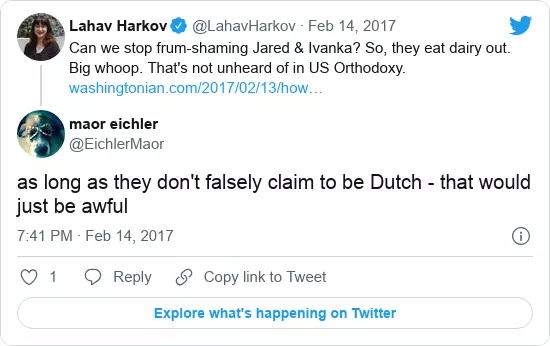 Lahav Harkov @LahavHarkov · Feb 14, 2017
Can we stop frum-shaming Jared & Ivanka? So, they eat dairy out.
Big whoop. That's not unheard of in US Orthodoxy.
washingtonian.com/2017/02/13/how…
maor eichler
@EichlerMaor
as long as they don't falsely claim to be Dutch - that would
just be awful
7:41 PM · Feb 14, 2017
1 Reply Copy link to Tweet
Explore what's happening on Twitter